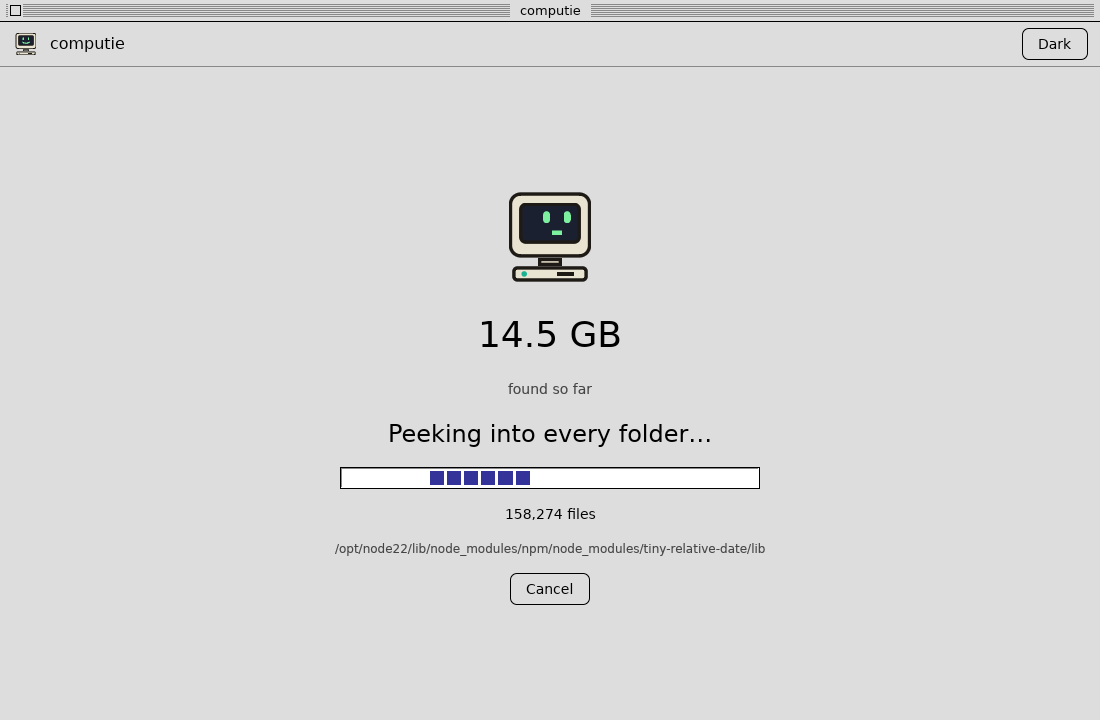 computie
computie
Dark
14.5 GB
found so far
Peeking into every folder…
158,274 files
/opt/node22/lib/node_modules/npm/node_modules/tiny-relative-date/lib
Cancel